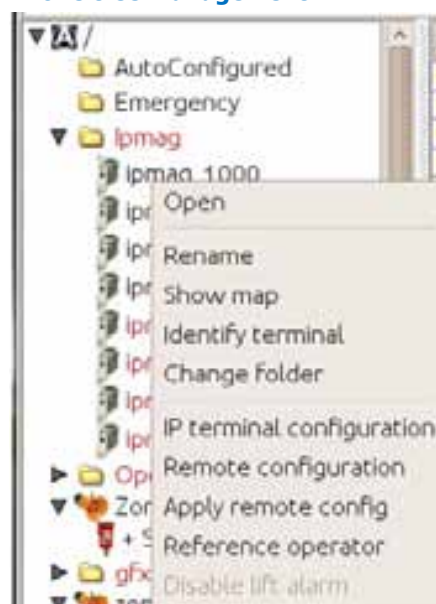 /
AutoConfigured
Emergency
Ipmag
ipmag_1000
Open
Rename
Show map
Identify terminal
Change folder
IP terminal configuration
Remote configuration
Apply remote config
Reference operator
Disable lift alarm